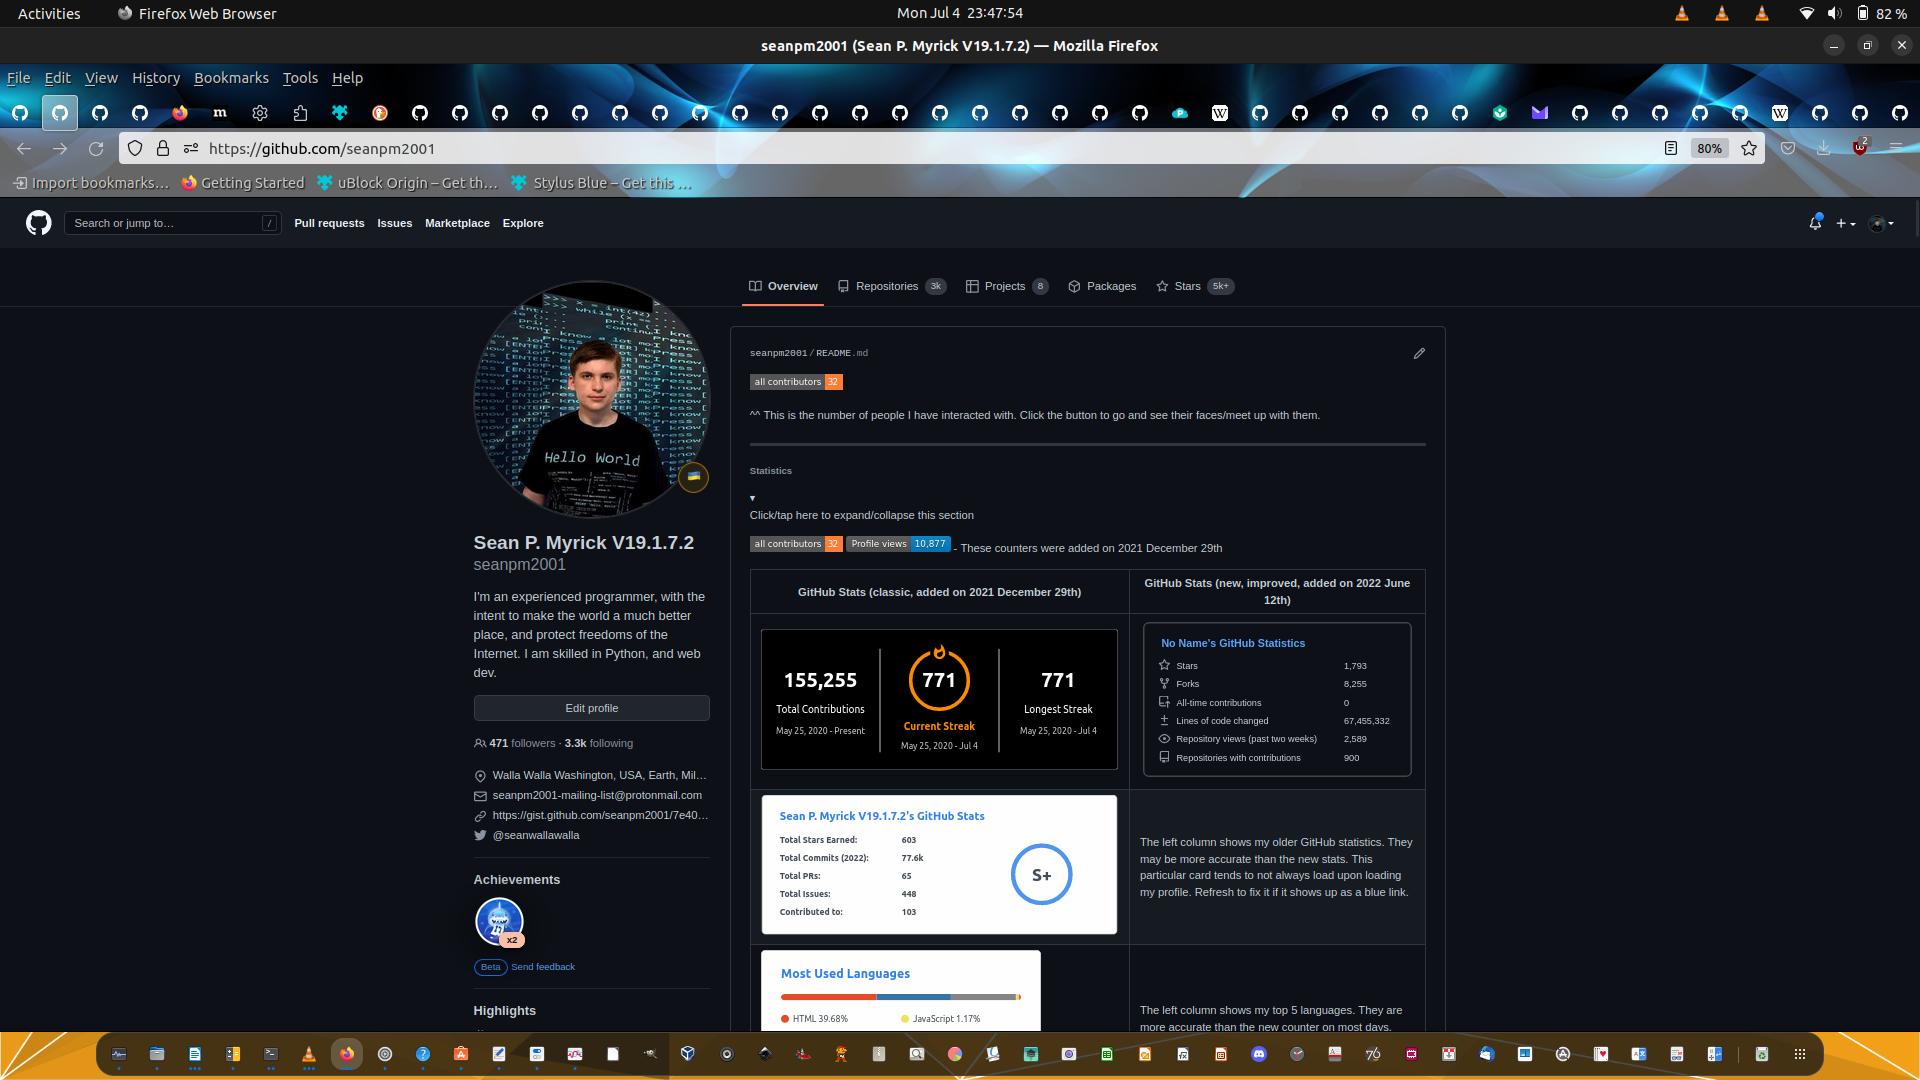 Activities
Firefox Web Browser
Mon Jul 4 23:47:54
82 %
seanpm2001 (Sean P. Myrick V19.1.7.2) — Mozilla Firefox
File Edit View History Bookmarks Tools Help
https://github.com/seanpm2001
80%
2
Import bookmarks…
Getting Started
uBlock Origin – Get th…
Stylus Blue – Get this …
Search or jump to…
/
Pull requests
Issues
Marketplace
Explore
Overview
Repositories 3k
Projects 8
Packages
Stars 5k+
Hello World
Sean P. Myrick V19.1.7.2
seanpm2001
I'm an experienced programmer, with the
intent to make the world a much better
place, and protect freedoms of the
Internet. I am skilled in Python, and web
dev.
Edit profile
471 followers · 3.3k following
Walla Walla Washington, USA, Earth, Mil…
seanpm2001-mailing-list@protonmail.com
https://gist.github.com/seanpm2001/7e40…
@seanwallawalla
Achievements
x2
Beta Send feedback
Highlights
seanpm2001/README.md
all contributors 32
^^ This is the number of people I have interacted with. Click the button to go and see their faces/meet up with them.
Statistics
▾
Click/tap here to expand/collapse this section
all contributors 32 Profile views 10,877 - These counters were added on 2021 December 29th
GitHub Stats (classic, added on 2021 December 29th)
GitHub Stats (new, improved, added on 2022 June
12th)
155,255
Total Contributions
May 25, 2020 - Present
771
Current Streak
May 25, 2020 - Jul 4
771
Longest Streak
May 25, 2020 - Jul 4
No Name's GitHub Statistics
Stars 1,793
Forks 8,255
All-time contributions 0
Lines of code changed 67,455,332
Repository views (past two weeks) 2,589
Repositories with contributions 900
Sean P. Myrick V19.1.7.2's GitHub Stats
Total Stars Earned: 603
Total Commits (2022): 77.6k
Total PRs: 65
Total Issues: 448
Contributed to: 103
S+
The left column shows my older GitHub statistics. They
may be more accurate than the new stats. This
particular card tends to not always load upon loading
my profile. Refresh to fix it if it shows up as a blue link.
Most Used Languages
HTML 39.68%
JavaScript 1.17%
The left column shows my top 5 languages. They are
more accurate than the new counter on most days.